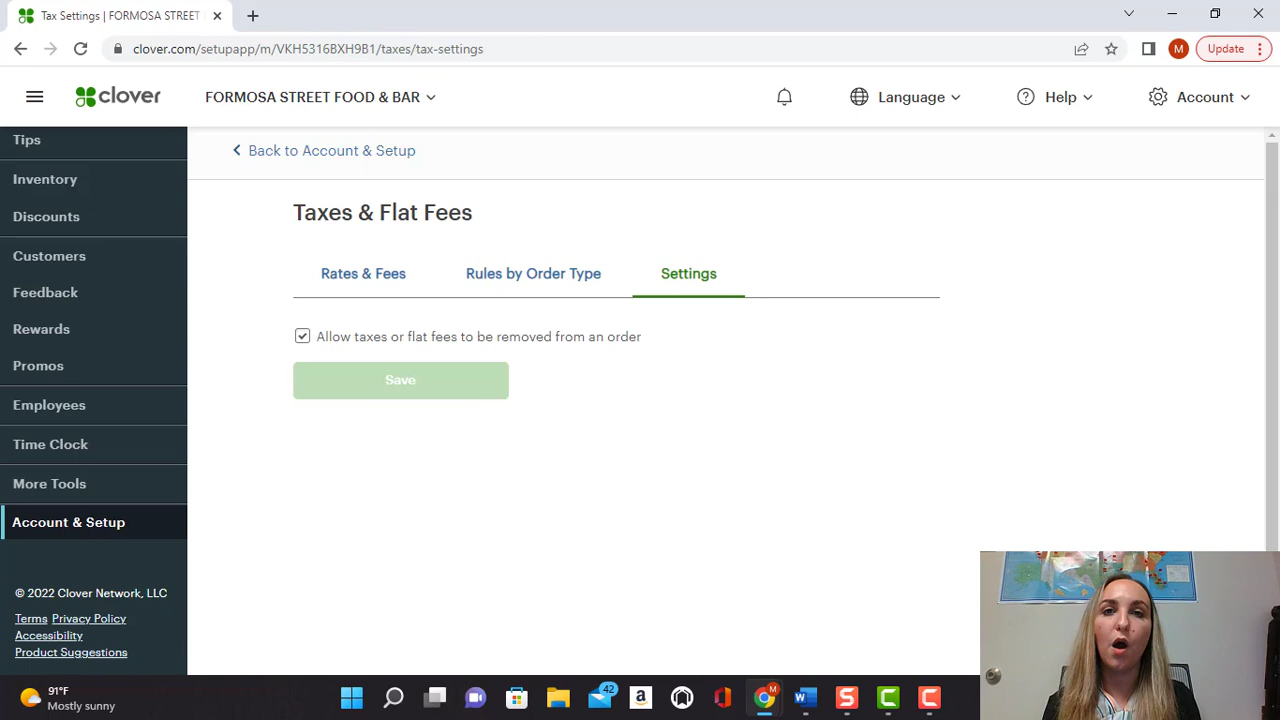 Tax Settings | FORMOSA STREET
clover.com/setupapp/m/VKH5316BXH9B1/taxes/tax-settings
M
Update
clover
FORMOSA STREET FOOD & BAR
Language
Help
Account
Tips
Inventory
Discounts
Customers
Feedback
Rewards
Promos
Employees
Time Clock
More Tools
Account & Setup
© 2022 Clover Network, LLC
Terms Privacy Policy
Accessibility
Product Suggestions
Back to Account & Setup
Taxes & Flat Fees
Rates & Fees
Rules by Order Type
Settings
Allow taxes or flat fees to be removed from an order
Save
91°F
Mostly sunny
42